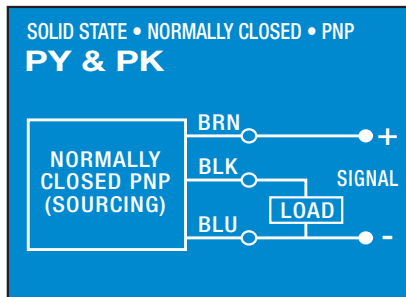 SOLID STATE • NORMALLY CLOSED • PNP
PY & PK
BRN
+
NORMALLY
CLOSED PNP
(SOURCING)
BLK
SIGNAL
LOAD
BLU
-